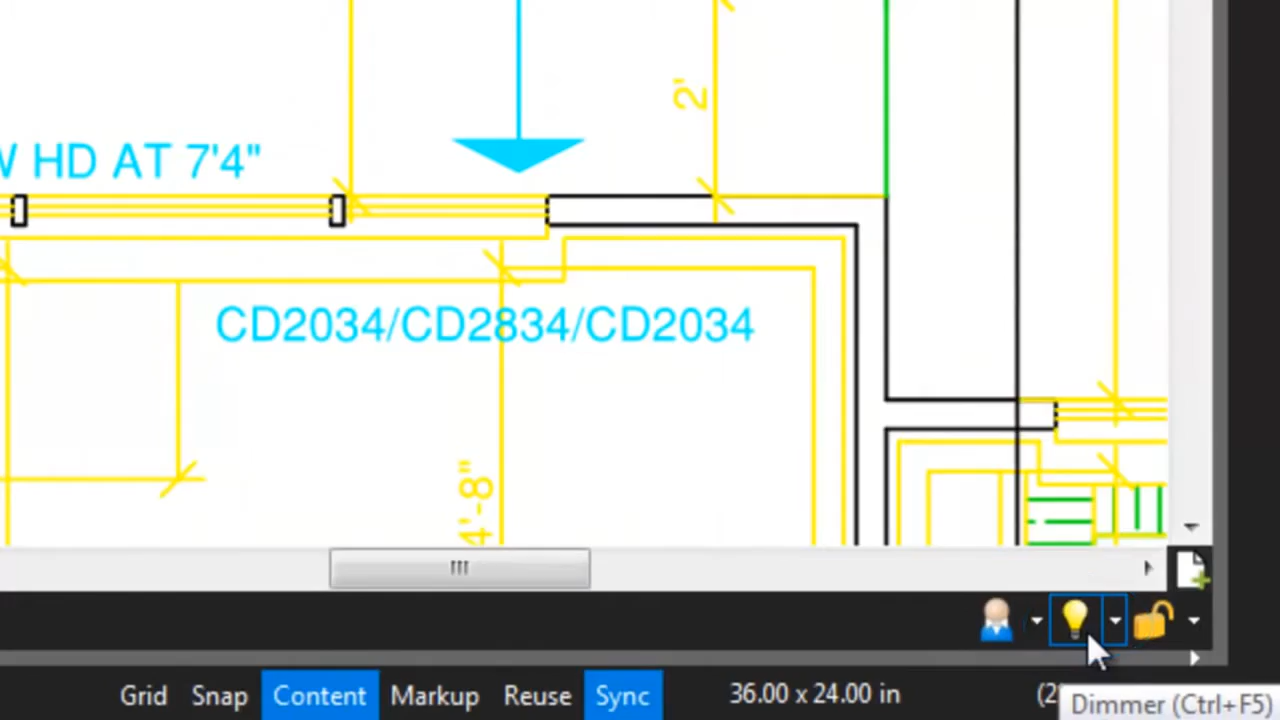 2'
W HD AT 7'4"
CD2034/CD2834/CD2034
4'-8"
Grid Snap Content Markup Reuse Sync 36.00 x 24.00 in (2
Dimmer (Ctrl+F5)